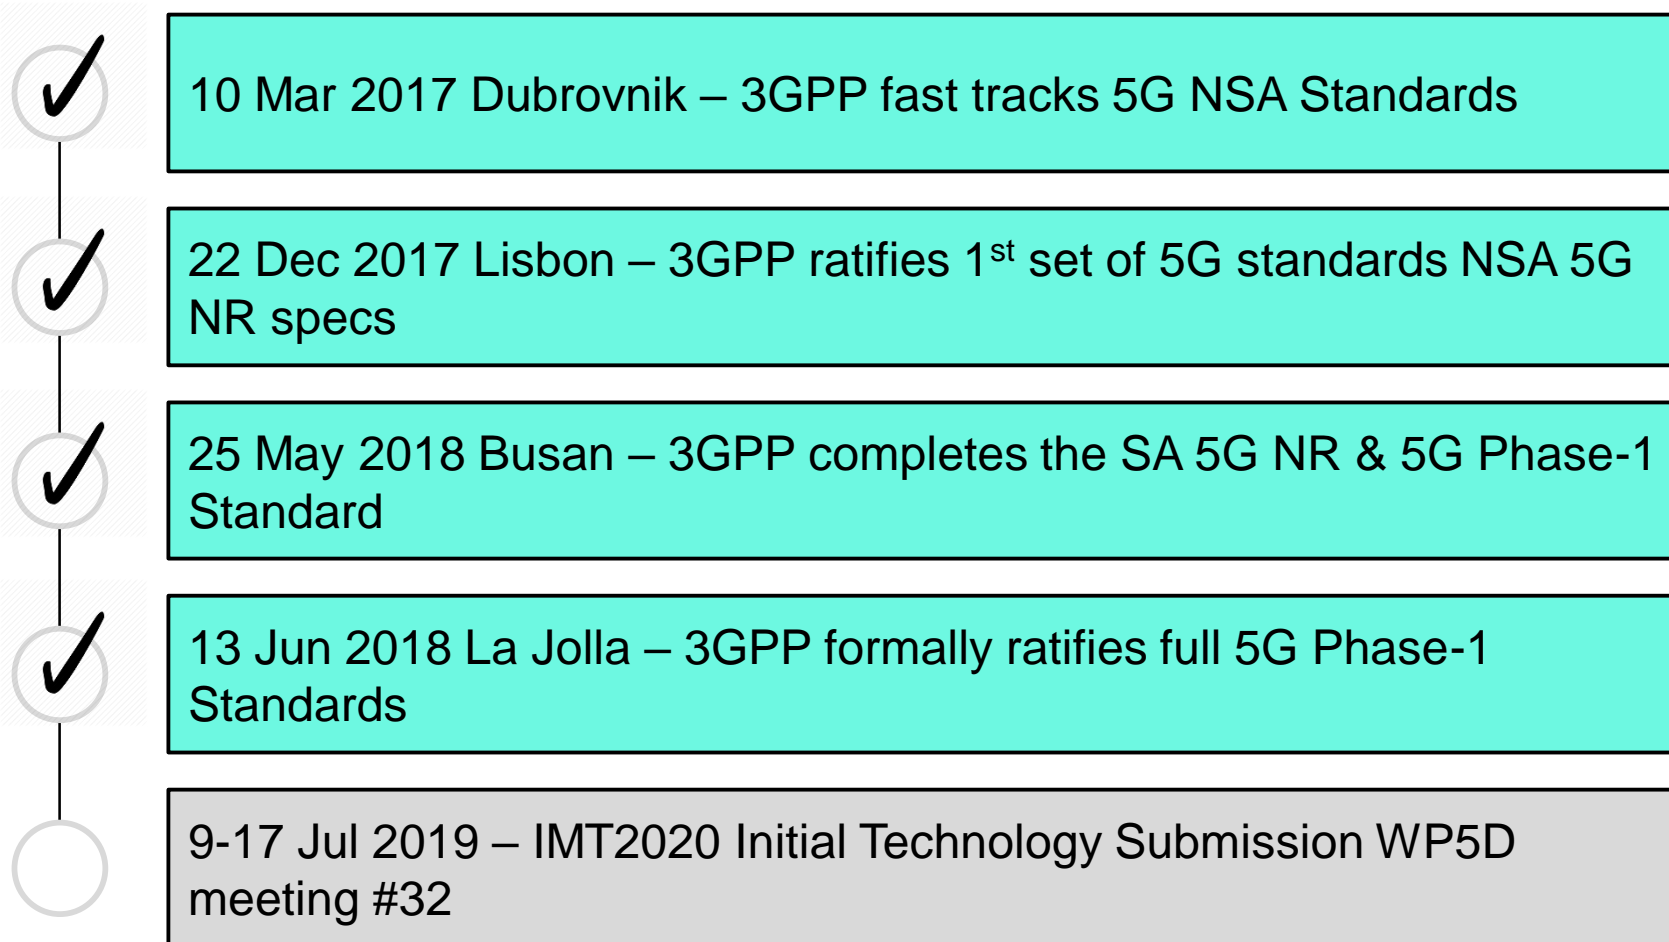 10 Mar 2017 Dubrovnik – 3GPP fast tracks 5G NSA Standards
22 Dec 2017 Lisbon – 3GPP ratifies 1st set of 5G standards NSA 5G
NR specs
25 May 2018 Busan – 3GPP completes the SA 5G NR & 5G Phase-1
Standard
13 Jun 2018 La Jolla – 3GPP formally ratifies full 5G Phase-1
Standards
9-17 Jul 2019 – IMT2020 Initial Technology Submission WP5D
meeting #32